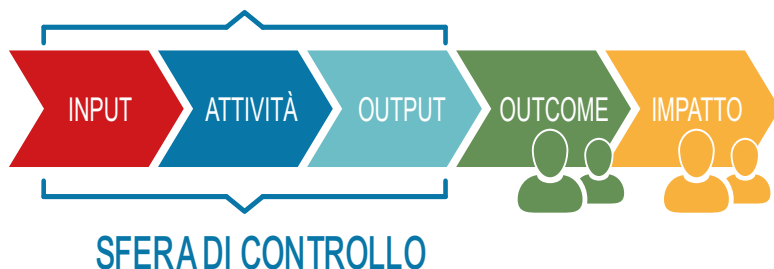 INPUT ATTIVITÀ OUTPUT OUTCOME IMPATTO
SFERA DI CONTROLLO